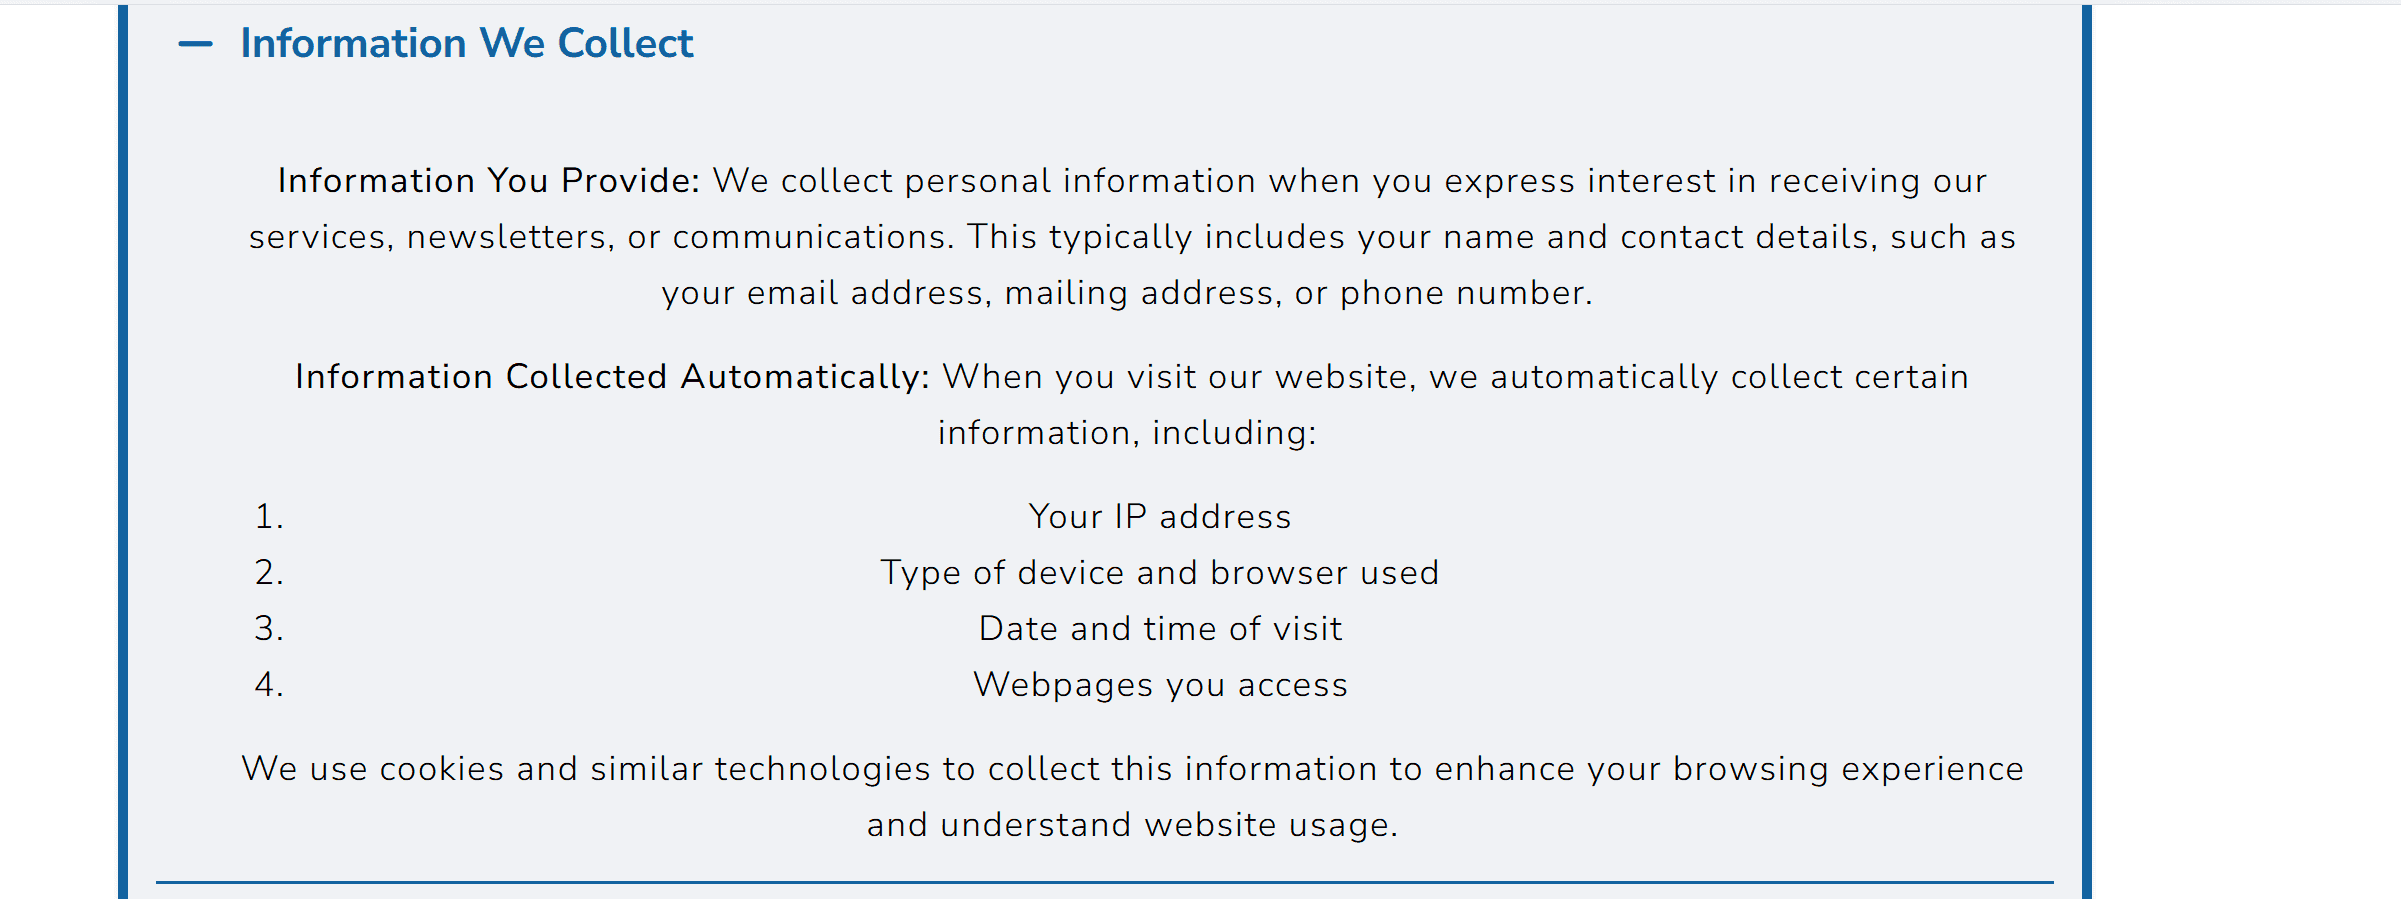 Information We Collect
Information You Provide: We collect personal information when you express interest in receiving our
services, newsletters, or communications. This typically includes your name and contact details, such as
your email address, mailing address, or phone number.
Information Collected Automatically: When you visit our website, we automatically collect certain
information, including:
1. Your IP address
2. Type of device and browser used
3. Date and time of visit
4. Webpages you access
We use cookies and similar technologies to collect this information to enhance your browsing experience
and understand website usage.